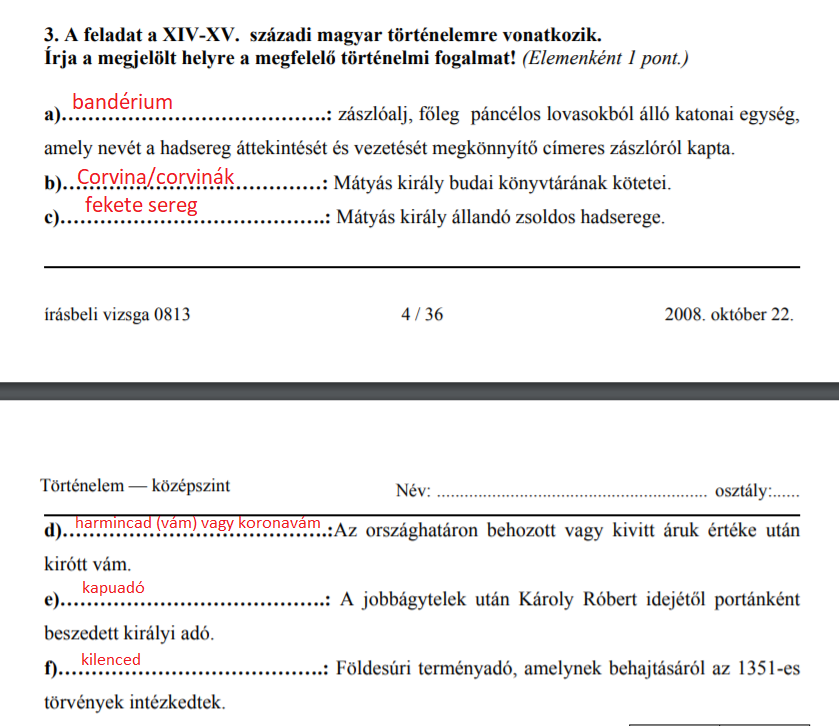 3. A feladat a XIV-XV. századi magyar történelemre vonatkozik.
Írja a megjelölt helyre a megfelelő történelmi fogalmat! (Elemenként 1 pont.)
bandérium
a)……………………………………….: zászlóalj, főleg páncélos lovasokból álló katonai egység,
amely nevét a hadsereg áttekintését és vezetését megkönnyítő címeres zászlóról kapta.
Corvina/corvinák
b)……………………………………….: Mátyás király budai könyvtárának kötetei.
fekete sereg
c)……………………………………….: Mátyás király állandó zsoldos hadserege.
írásbeli vizsga 0813 4 / 36 2008. október 22.
Történelem — középszint Név: ........................................................... osztály:......
harmincad (vám) vagy koronavám
d)……………………………………….:Az országhatáron behozott vagy kivitt áruk értéke után
kirótt vám.
kapuadó
e)……………………………………….: A jobbágytelek után Károly Róbert idejétől portánként
beszedett királyi adó.
kilenced
f)……………………………………….: Földesúri terményadó, amelynek behajtásáról az 1351-es
törvények intézkedtek.